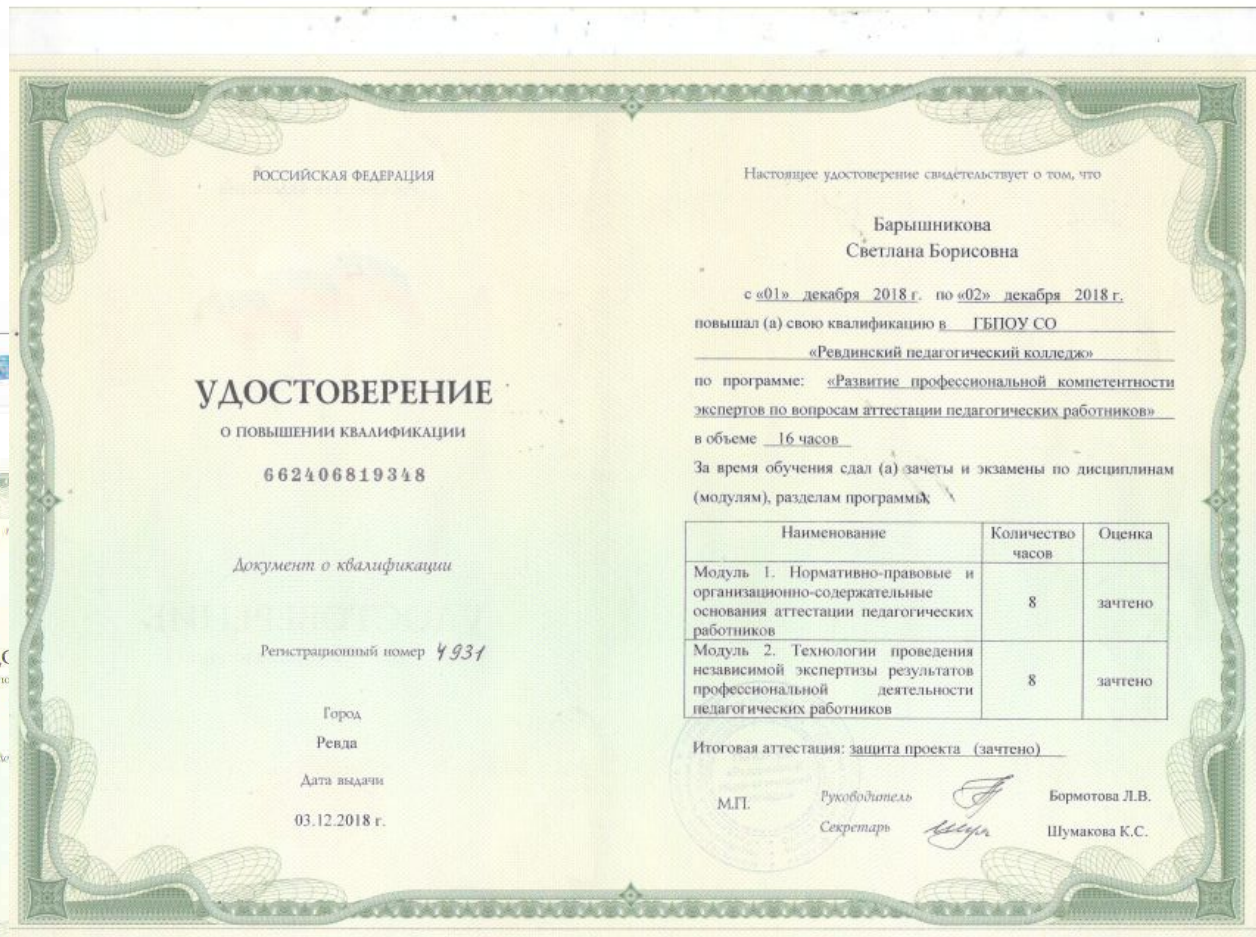 РОССИЙСКАЯ ФЕДЕРАЦИЯ
УДОСТОВЕРЕНИЕ
О ПОВЫШЕНИИ КВАЛИФИКАЦИИ
662406819348
Документ о квалификации
Регистрационный номер 4931
Город
Ревда
Дата выдачи
03.12.2018 г.
Настоящее удостоверение свидетельствует о том, что
Барышникова
Светлана Борисовна
с «01» декабря 2018 г. по «02» декабря 2018 г.
повышал (а) свою квалификацию в ГБПОУ СО
«Ревдинский педагогический колледж»
по программе: «Развитие профессиональной компетентности
экспертов по вопросам аттестации педагогических работников»
в объеме 16 часов
За время обучения сдал (а) зачеты и экзамены по дисциплинам
(модулям), разделам программы:
Наименование Количество часов Оценка
Модуль 1. Нормативно-правовые и
организационно-содержательные
основания аттестации педагогических
работников
8 зачтено
Модуль 2. Технологии проведения
независимой экспертизы результатов
профессиональной деятельности
педагогических работников
8 зачтено
Итоговая аттестация: защита проекта (зачтено)
М.П.
Руководитель Бормотова Л.В.
Секретарь Шумакова К.С.